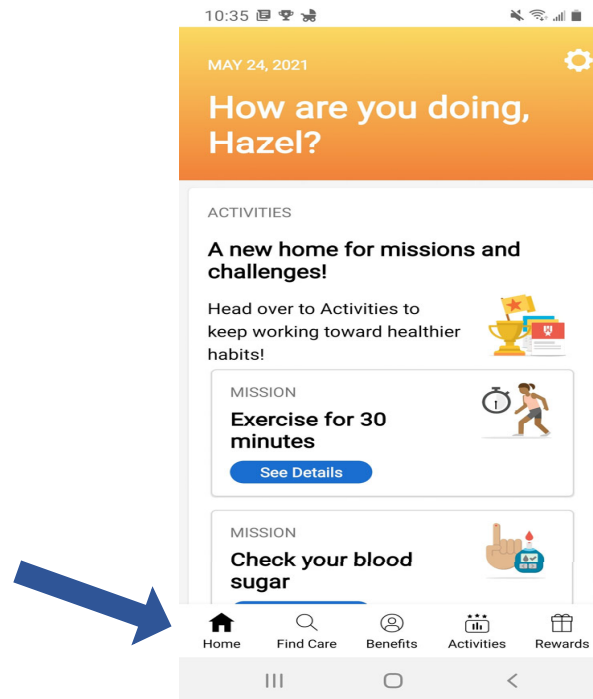 10:35
MAY 24, 2021
How are you doing,
Hazel?
ACTIVITIES
A new home for missions and
challenges!
Head over to Activities to
keep working toward healthier
habits!
MISSION
Exercise for 30
minutes
See Details
MISSION
Check your blood
sugar
Home Find Care Benefits Activities Rewards